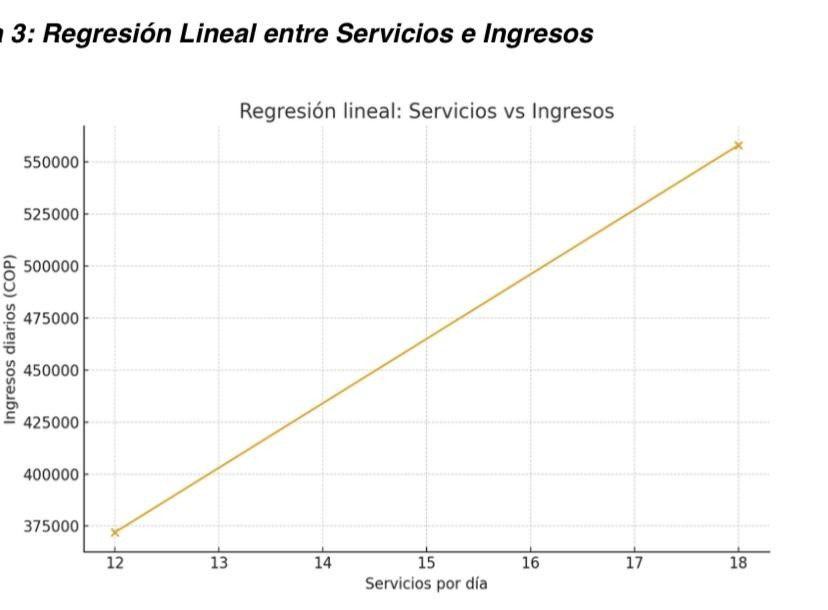 3: Regresión Lineal entre Servicios e Ingresos
Regresión lineal: Servicios vs Ingresos
550000
525000
500000
475000
450000
425000
400000
375000
Ingresos diarios (COP)
12 13 14 15 16 17 18
Servicios por día